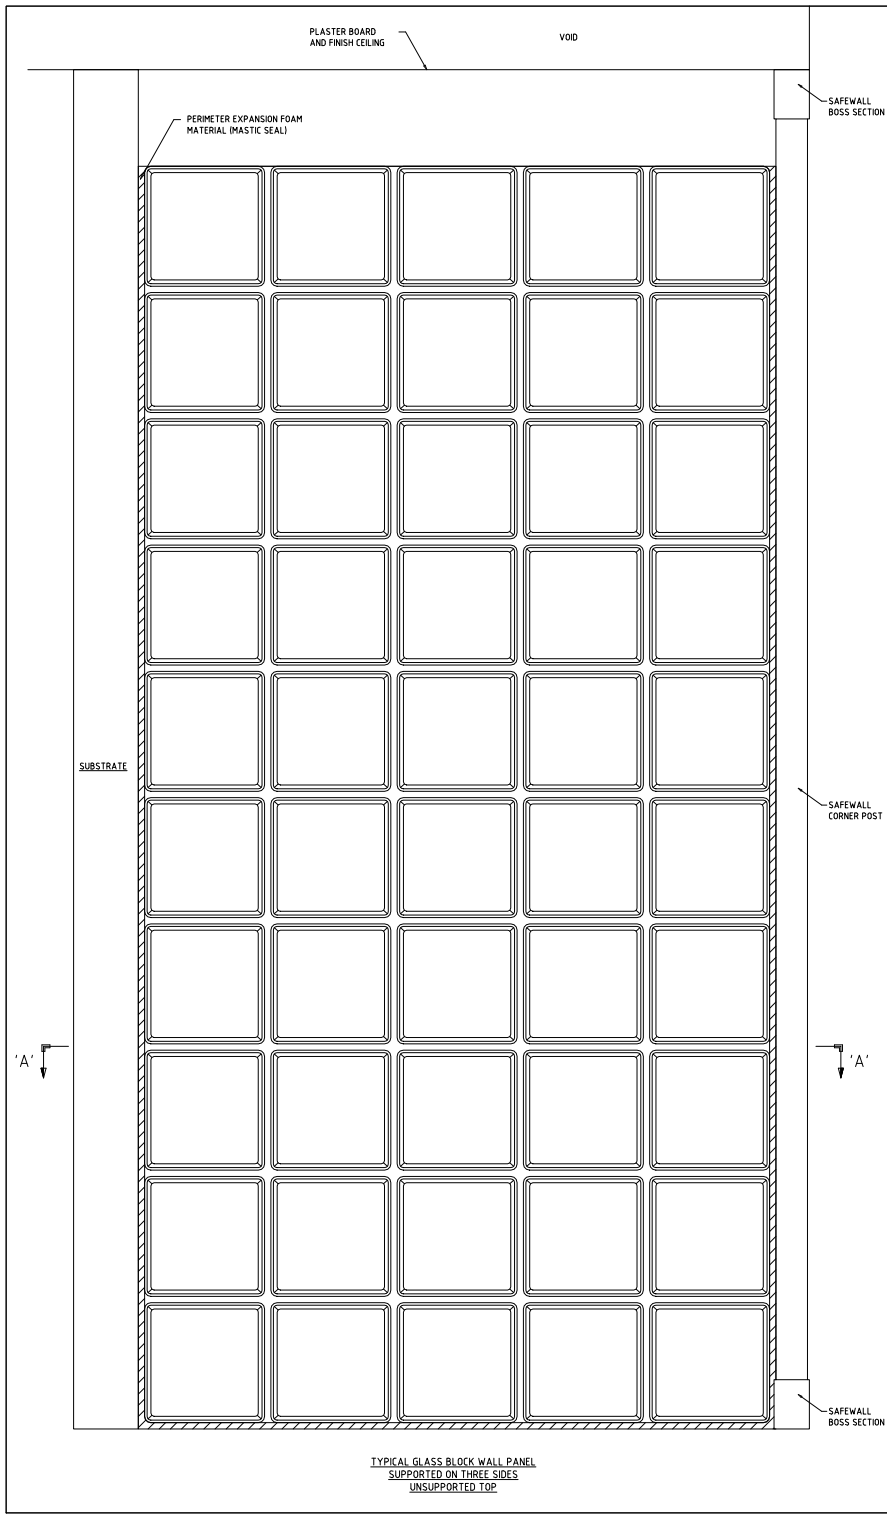 PLASTER BOARD
AND FINISH CEILING
VOID
SAFEWALL
BOSS SECTION
PERIMETER EXPANSION FOAM
MATERIAL (MASTIC SEAL)
SUBSTRATE
SAFEWALL
CORNER POST
'A'
'A'
SAFEWALL
BOSS SECTION
TYPICAL GLASS BLOCK WALL PANEL
SUPPORTED ON THREE SIDES
UNSUPPORTED TOP